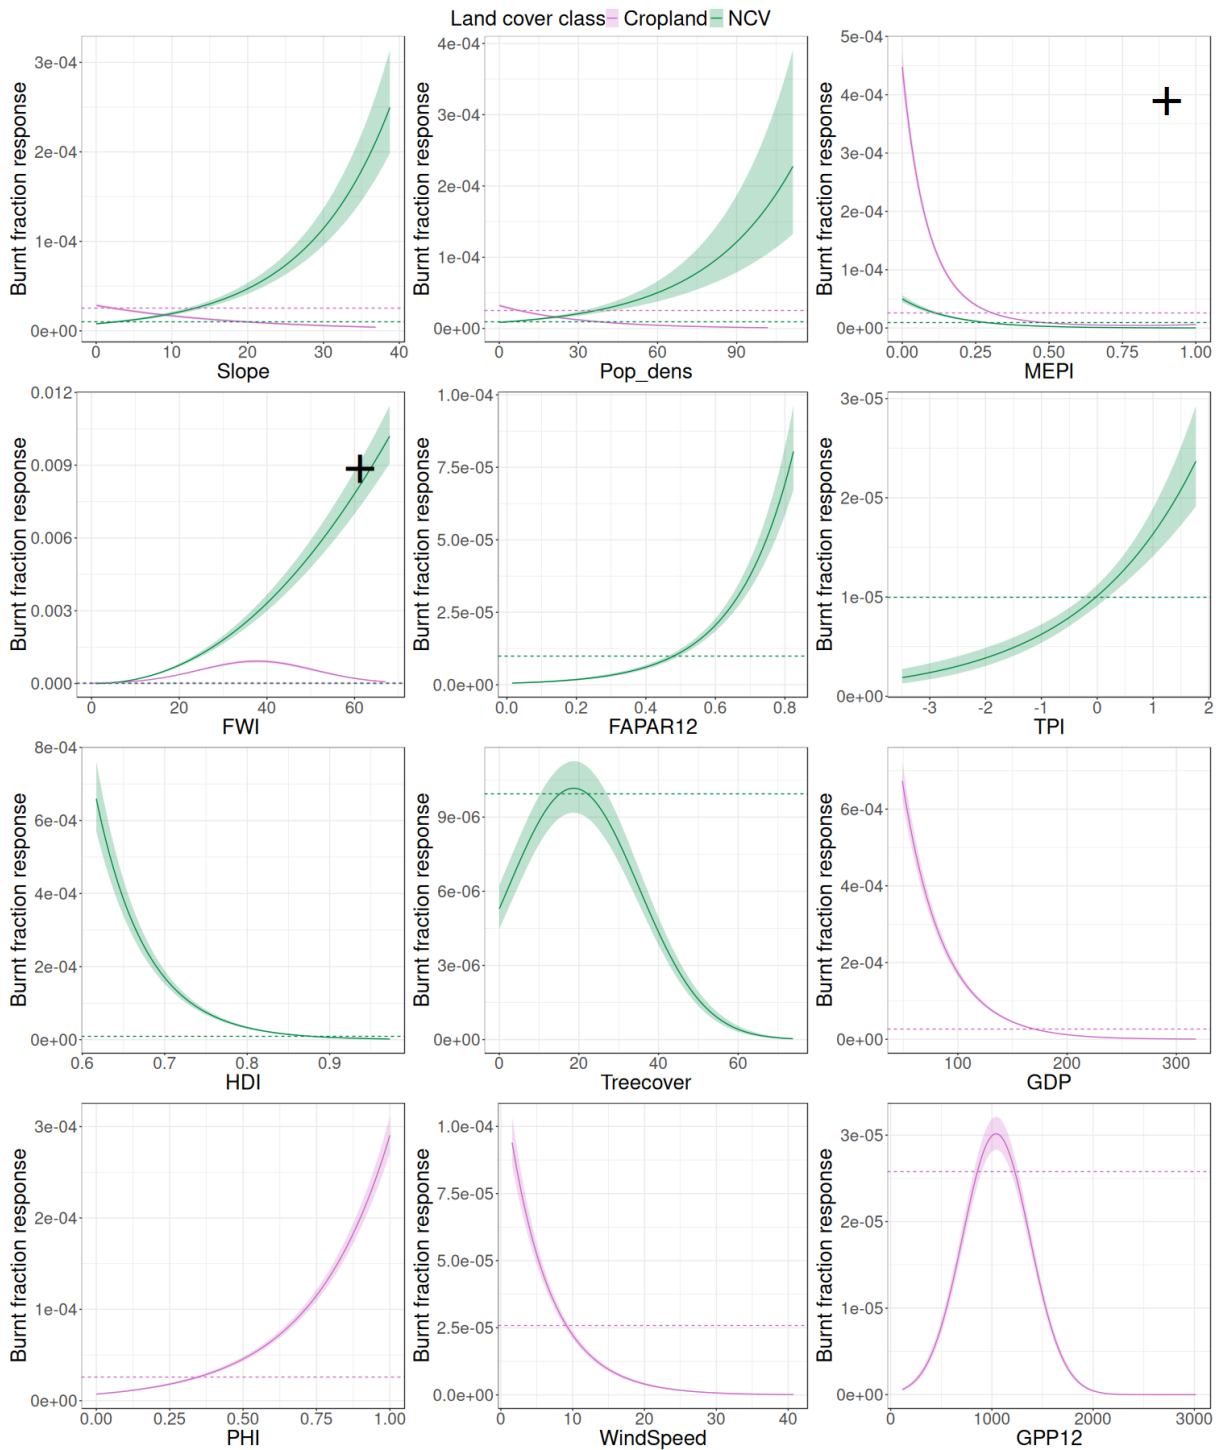 Land cover class Cropland NCV
Burnt fraction response
3e-04
2e-04
1e-04
0e+00
0 10 20 30 40
Slope
Burnt fraction response
4e-04
3e-04
2e-04
1e-04
0e+00
0 30 60 90
Pop_dens
Burnt fraction response
5e-04
4e-04
3e-04
2e-04
1e-04
0e+00
0.00 0.25 0.50 0.75 1.00
MEPI
+
Burnt fraction response
0.012
0.009
0.006
0.003
0.000
0 20 40 60
FWI
+
Burnt fraction response
1.0e-04
7.5e-05
5.0e-05
2.5e-05
0.0e+00
0.0 0.2 0.4 0.6 0.8
FAPAR12
Burnt fraction response
3e-05
2e-05
1e-05
0e+00
-3 -2 -1 0 1 2
TPI
Burnt fraction response
8e-04
6e-04
4e-04
2e-04
0e+00
0.6 0.7 0.8 0.9
HDI
Burnt fraction response
9e-06
6e-06
3e-06
0e+00
0 20 40 60
Treecover
Burnt fraction response
6e-04
4e-04
2e-04
0e+00
100 200 300
GDP
Burnt fraction response
3e-04
2e-04
1e-04
0e+00
0.00 0.25 0.50 0.75 1.00
PHI
Burnt fraction response
1.0e-04
7.5e-05
5.0e-05
2.5e-05
0.0e+00
0 10 20 30 40
WindSpeed
Burnt fraction response
3e-05
2e-05
1e-05
0e+00
0 1000 2000 3000
GPP12